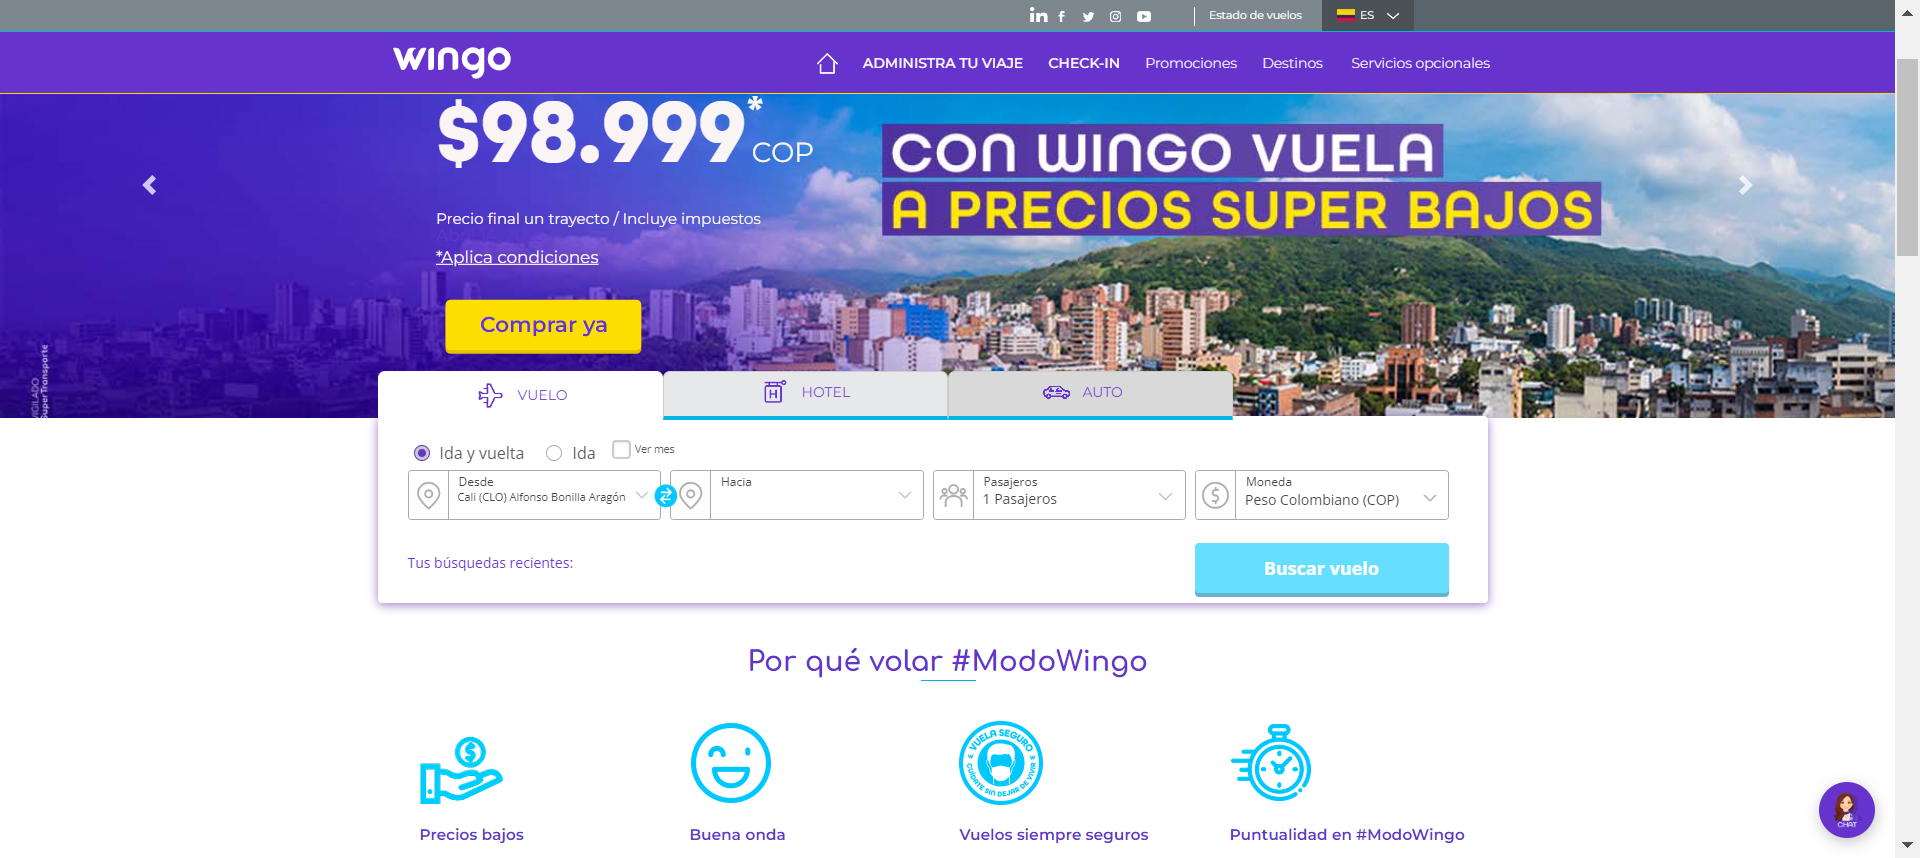 Estado de vuelos
ES
wingo
ADMINISTRA TU VIAJE
CHECK-IN
Promociones
Destinos
Servicios opcionales
$98.999*
COP
CON WINGO VUELA
A PRECIOS SUPER BAJOS
Precio final un trayecto / Incluye impuestos
*Aplica condiciones
Comprar ya
VIGILADO
SuperTransporte
VUELO
HOTEL
AUTO
Ida y vuelta
Ida
Ver mes
Desde
Cali (CLO) Alfonso Bonilla Aragón
Hacia
Pasajeros
1 Pasajeros
Moneda
Peso Colombiano (COP)
Tus búsquedas recientes:
Buscar vuelo
Por qué volar #ModoWingo
VUELA SEGURO
CUÍDATE SIN DEJAR DE VIVIR
Precios bajos
Buena onda
Vuelos siempre seguros
Puntualidad en #ModoWingo
CHAT